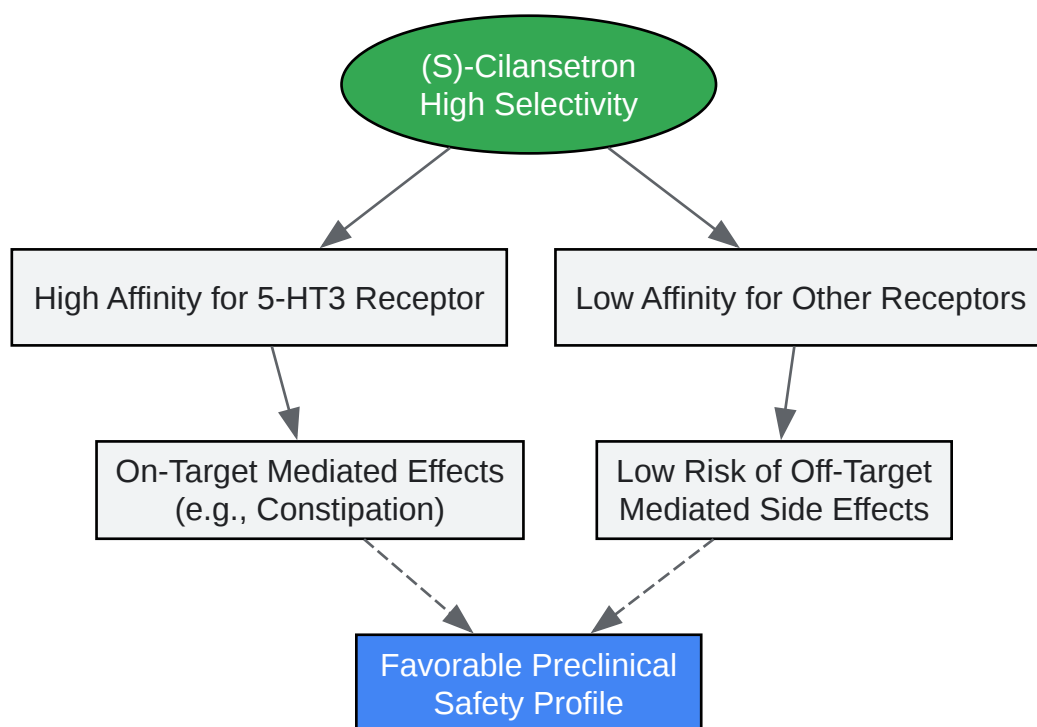 (S)-Cilansetron
High Selectivity
High Affinity for 5-HT3 Receptor
Low Affinity for Other Receptors
On-Target Mediated Effects
(e.g., Constipation)
Low Risk of Off-Target
Mediated Side Effects
Favorable Preclinical
Safety Profile